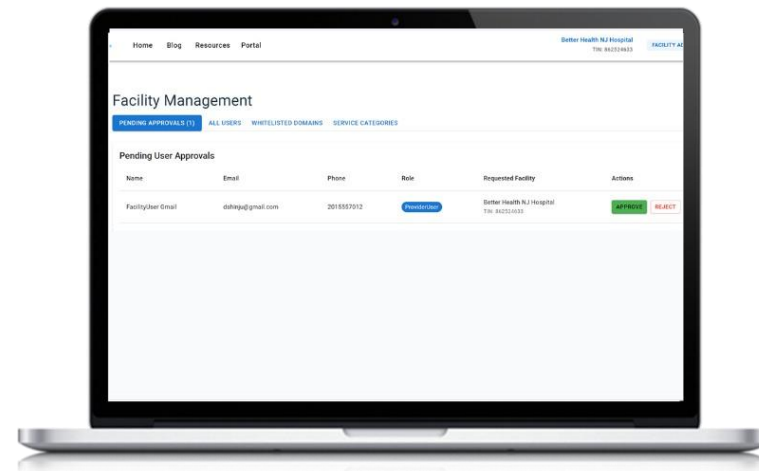 Home Blog Resources Portal
Better Health NJ Hospital
TIN: 862524633
FACILITY AD
Facility Management
PENDING APPROVALS (1) ALL USERS WHITELISTED DOMAINS SERVICE CATEGORIES
Pending User Approvals
Name Email Phone Role Requested Facility Actions
FacilityUser Gmail dshinju@gmail.com 2015557012 ProviderUser Better Health NJ Hospital APPROVE REJECT
TIN: 862524633